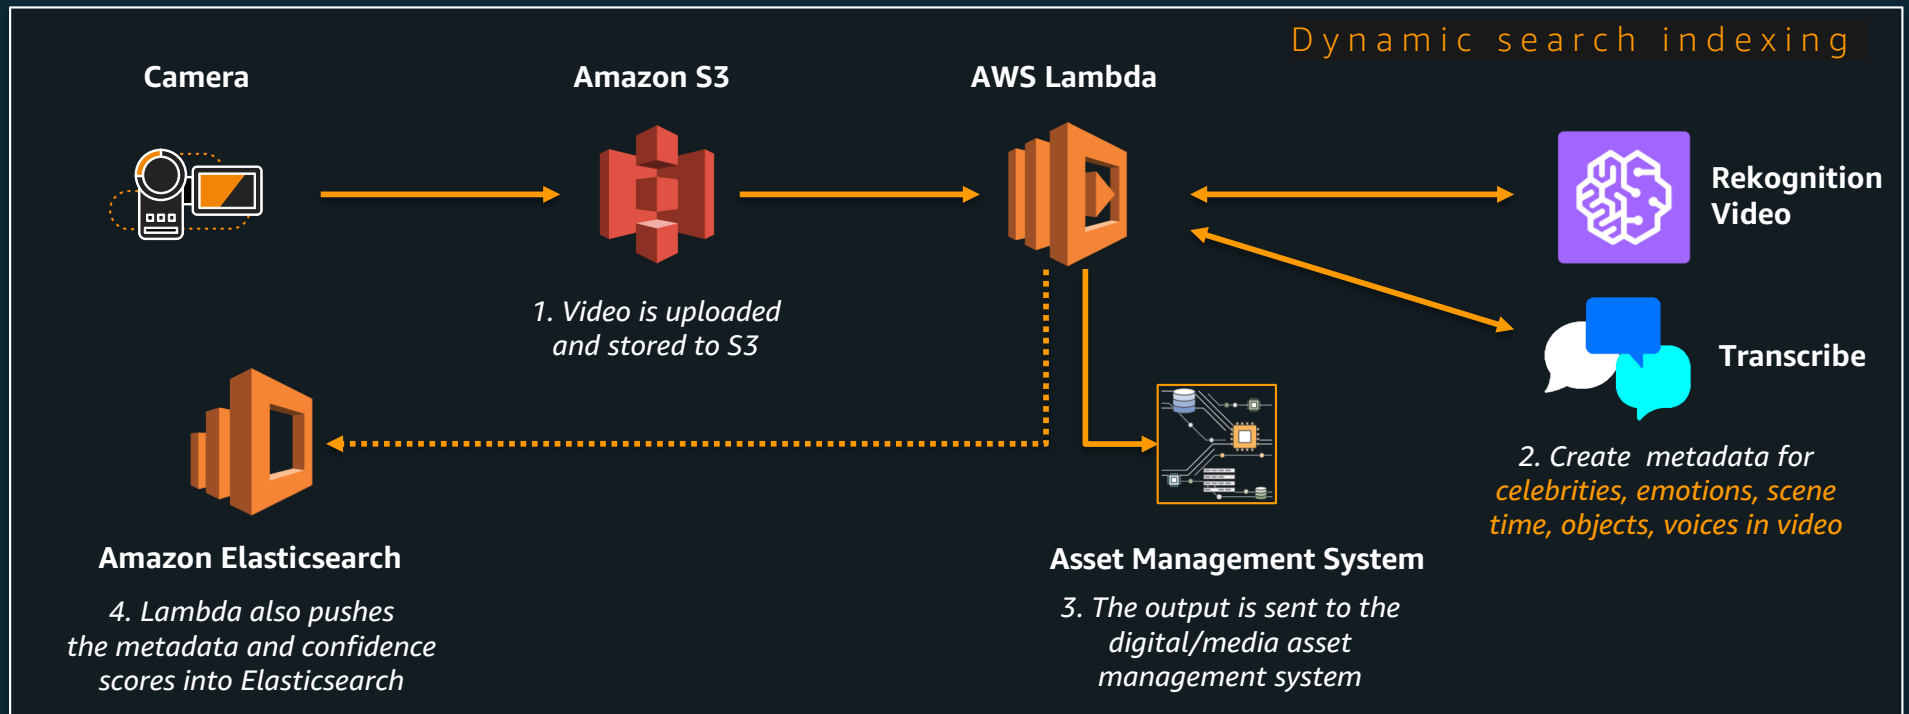 Dynamic search indexing
Camera
Amazon S3
AWS Lambda
Rekognition
Video
1. Video is uploaded
and stored to S3
Transcribe
2. Create metadata for
celebrities, emotions, scene
time, objects, voices in video
Amazon Elasticsearch
4. Lambda also pushes
the metadata and confidence
scores into Elasticsearch
Asset Management System
3. The output is sent to the
digital/media asset
management system